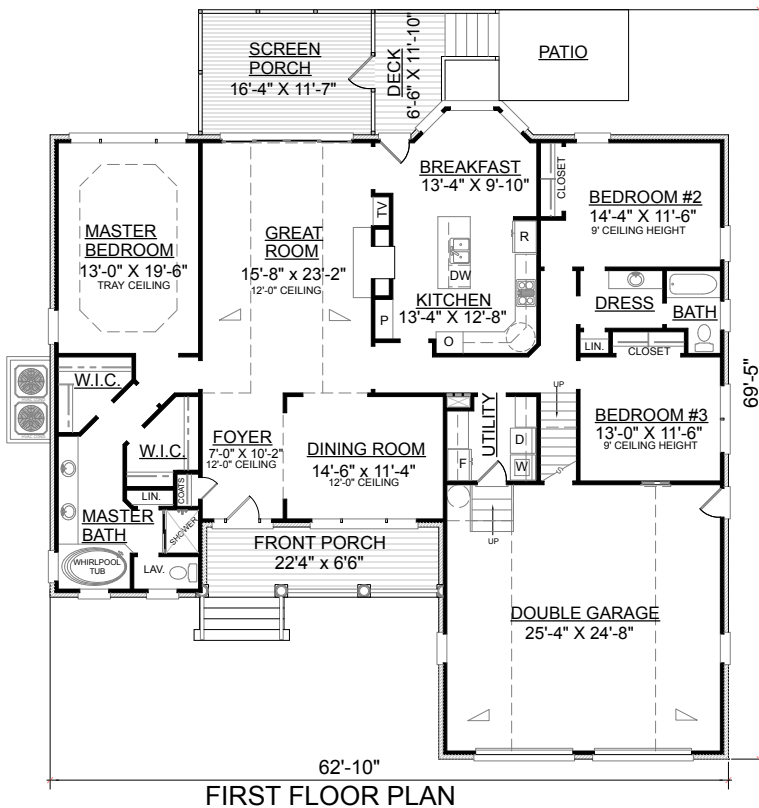 SCREEN
PORCH
16'-4" X 11'-7"
DECK
6'-6" X 11'-10"
PATIO
BREAKFAST
13'-4" X 9'-10"
CLOSET
BEDROOM #2
14'-4" X 11'-6"
9' CEILING HEIGHT
MASTER
BEDROOM
13'-0" X 19'-6"
TRAY CEILING
GREAT
ROOM
15'-8" x 23'-2"
12'-0" CEILING
TV
R
DW
KITCHEN
13'-4" X 12'-8"
P
O
DRESS
BATH
LIN.
CLOSET
W.I.C.
69'-5"
W.I.C.
UP
BEDROOM #3
13'-0" X 11'-6"
9' CEILING HEIGHT
FOYER
7'-0" X 10'-2"
12'-0" CEILING
DINING ROOM
14'-6" x 11'-4"
12'-0" CEILING
UTILITY
D
W
F
S
LIN.
COATS
MASTER
BATH
SHOWER
UP
WHIRLPOOL
TUB
LAV.
FRONT PORCH
22'4" x 6'6"
DOUBLE GARAGE
25'-4" X 24'-8"
62'-10"
FIRST FLOOR PLAN